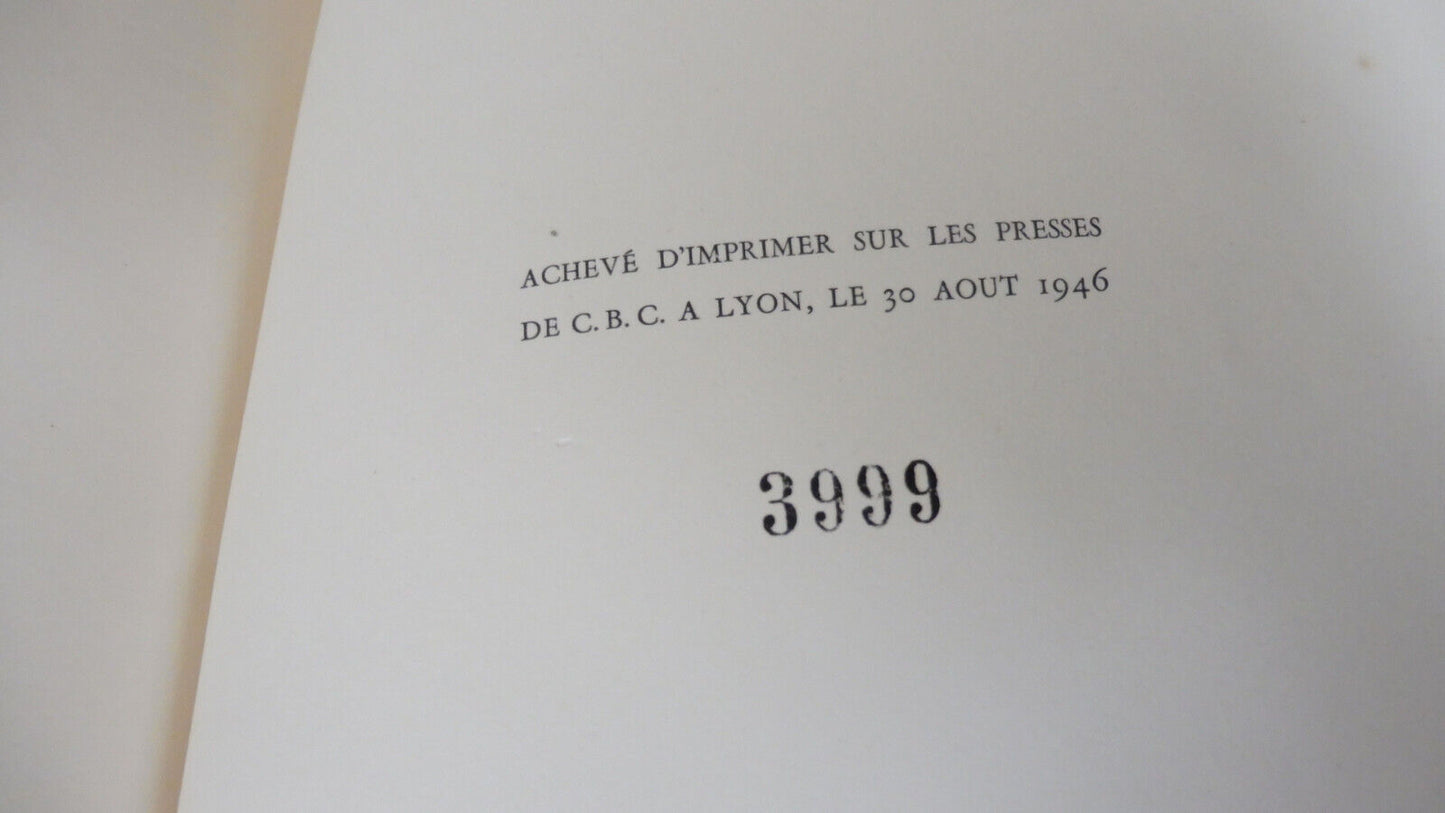 ACHEVÉ D'IMPRIMER SUR LES PRESSES
DE C. B. C. A LYON, LE 30 AOUT 1946
3999